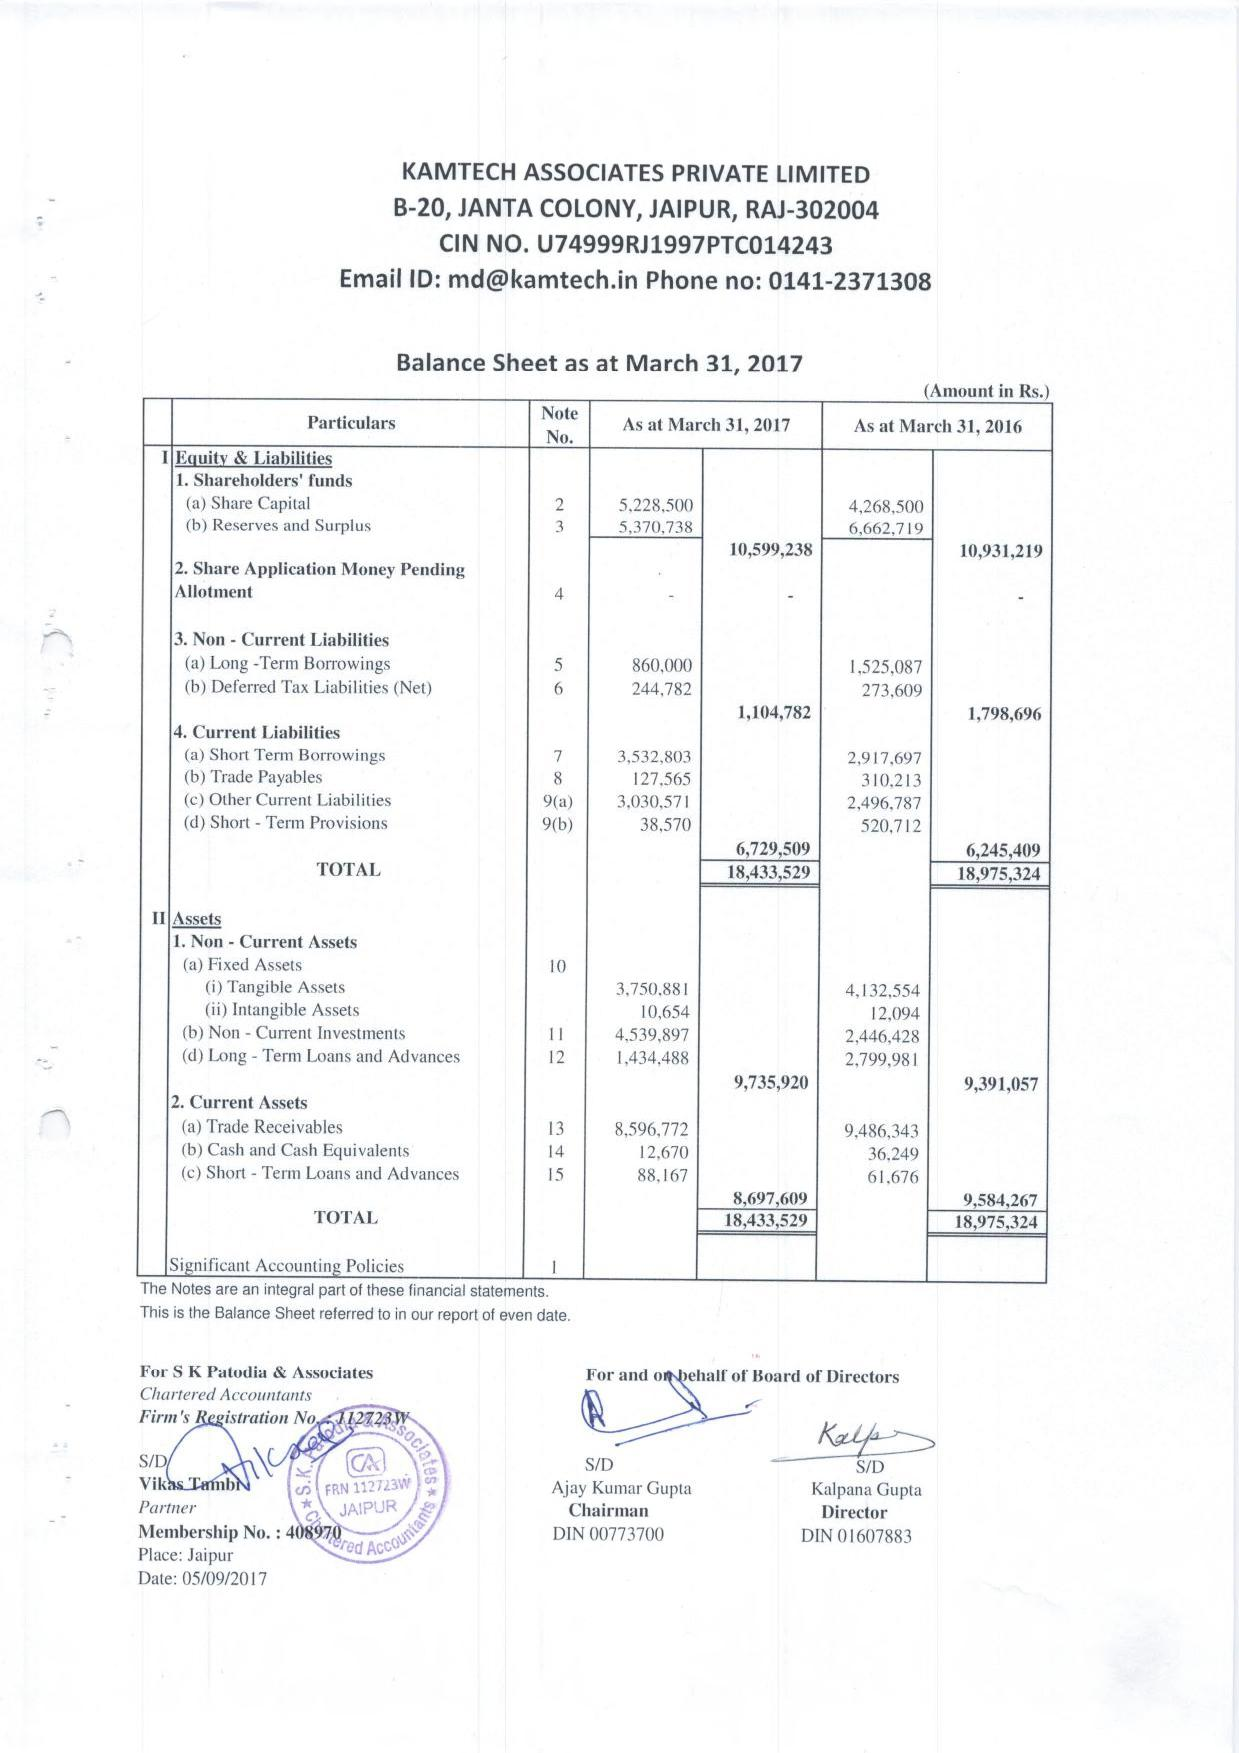 KAMTECH ASSOCIATES PRIVATE LIMITED
B-20, JANTA COLONY, JAIPUR, RAJ-302004
CIN NO. U74999RJ1997PTC014243
Email ID: md@kamtech.in Phone no: 0141-2371308
Balance Sheet as at March 31, 2017
(Amount in Rs.)
Particulars Note No. As at March 31, 2017 As at March 31, 2016
I Equity & Liabilities
1. Shareholders' funds
(a) Share Capital 2 5,228,500 4,268,500
(b) Reserves and Surplus 3 5,370,738 6,662,719
10,599,238 10,931,219
2. Share Application Money Pending
Allotment 4 - - -
3. Non - Current Liabilities
(a) Long -Term Borrowings 5 860,000 1,525,087
(b) Deferred Tax Liabilities (Net) 6 244,782 273,609
1,104,782 1,798,696
4. Current Liabilities
(a) Short Term Borrowings 7 3,532,803 2,917,697
(b) Trade Payables 8 127,565 310,213
(c) Other Current Liabilities 9(a) 3,030,571 2,496,787
(d) Short - Term Provisions 9(b) 38,570 520,712
6,729,509 6,245,409
TOTAL 18,433,529 18,975,324
II Assets
1. Non - Current Assets
(a) Fixed Assets 10
(i) Tangible Assets 3,750,881 4,132,554
(ii) Intangible Assets 10,654 12,094
(b) Non - Current Investments 11 4,539,897 2,446,428
(d) Long - Term Loans and Advances 12 1,434,488 2,799,981
9,735,920 9,391,057
2. Current Assets
(a) Trade Receivables 13 8,596,772 9,486,343
(b) Cash and Cash Equivalents 14 12,670 36,249
(c) Short - Term Loans and Advances 15 88,167 61,676
8,697,609 9,584,267
TOTAL 18,433,529 18,975,324
Significant Accounting Policies 1
The Notes are an integral part of these financial statements.
This is the Balance Sheet referred to in our report of even date.
For S K Patodia & Associates
Chartered Accountants
Firm's Registration No. : 112723W
S/D
Vikas Tambi
Partner
Membership No. : 408970
Place: Jaipur
Date: 05/09/2017
S.K. Patodia & Associates
CA
FRN 112723W
JAIPUR
Chartered Accountants
For and on behalf of Board of Directors
Kalp
S/D S/D
Ajay Kumar Gupta Kalpana Gupta
Chairman Director
DIN 00773700 DIN 01607883